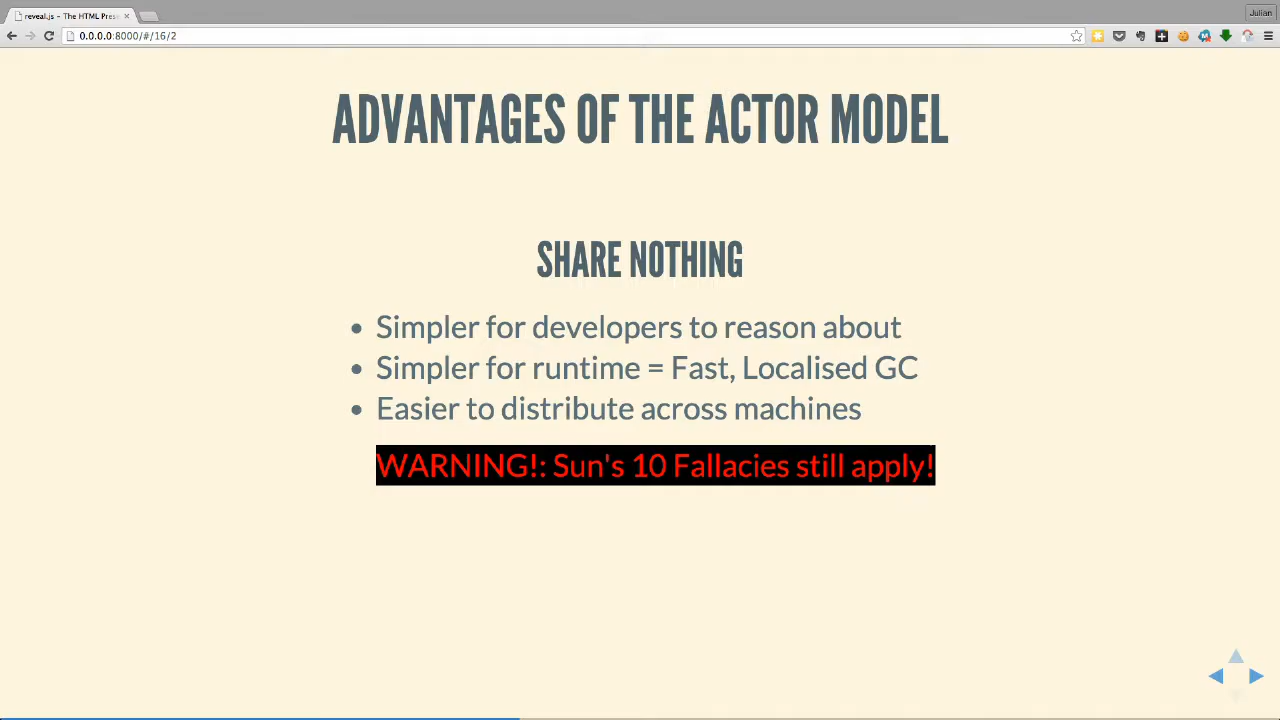 reveal.js – The HTML Pres
Julian
0.0.0.0:8000/#/16/2
ADVANTAGES OF THE ACTOR MODEL
SHARE NOTHING
• Simpler for developers to reason about
• Simpler for runtime = Fast, Localised GC
• Easier to distribute across machines
WARNING!: Sun's 10 Fallacies still apply!